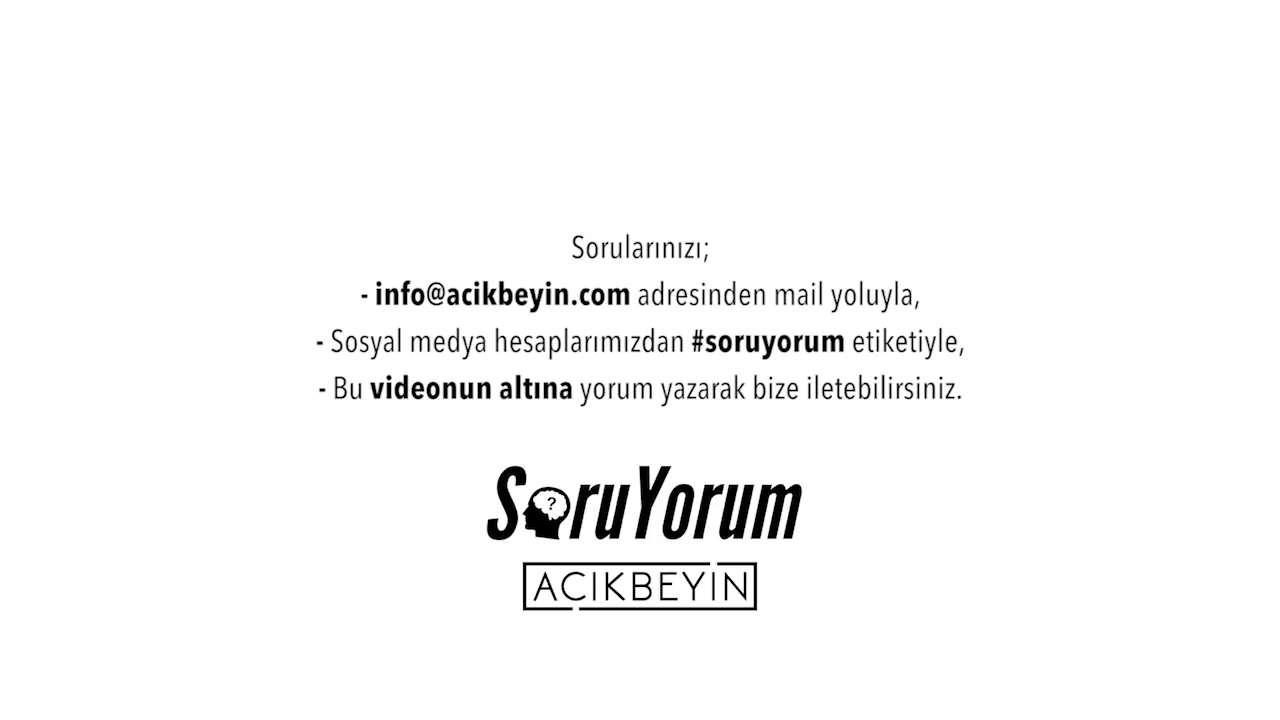 Sorularınızı;
- info@acikbeyin.com adresinden mail yoluyla,
- Sosyal medya hesaplarımızdan #soruyorum etiketiyle,
- Bu videonun altına yorum yazarak bize iletebilirsiniz.
SoruYorum
AÇIKBEYİN